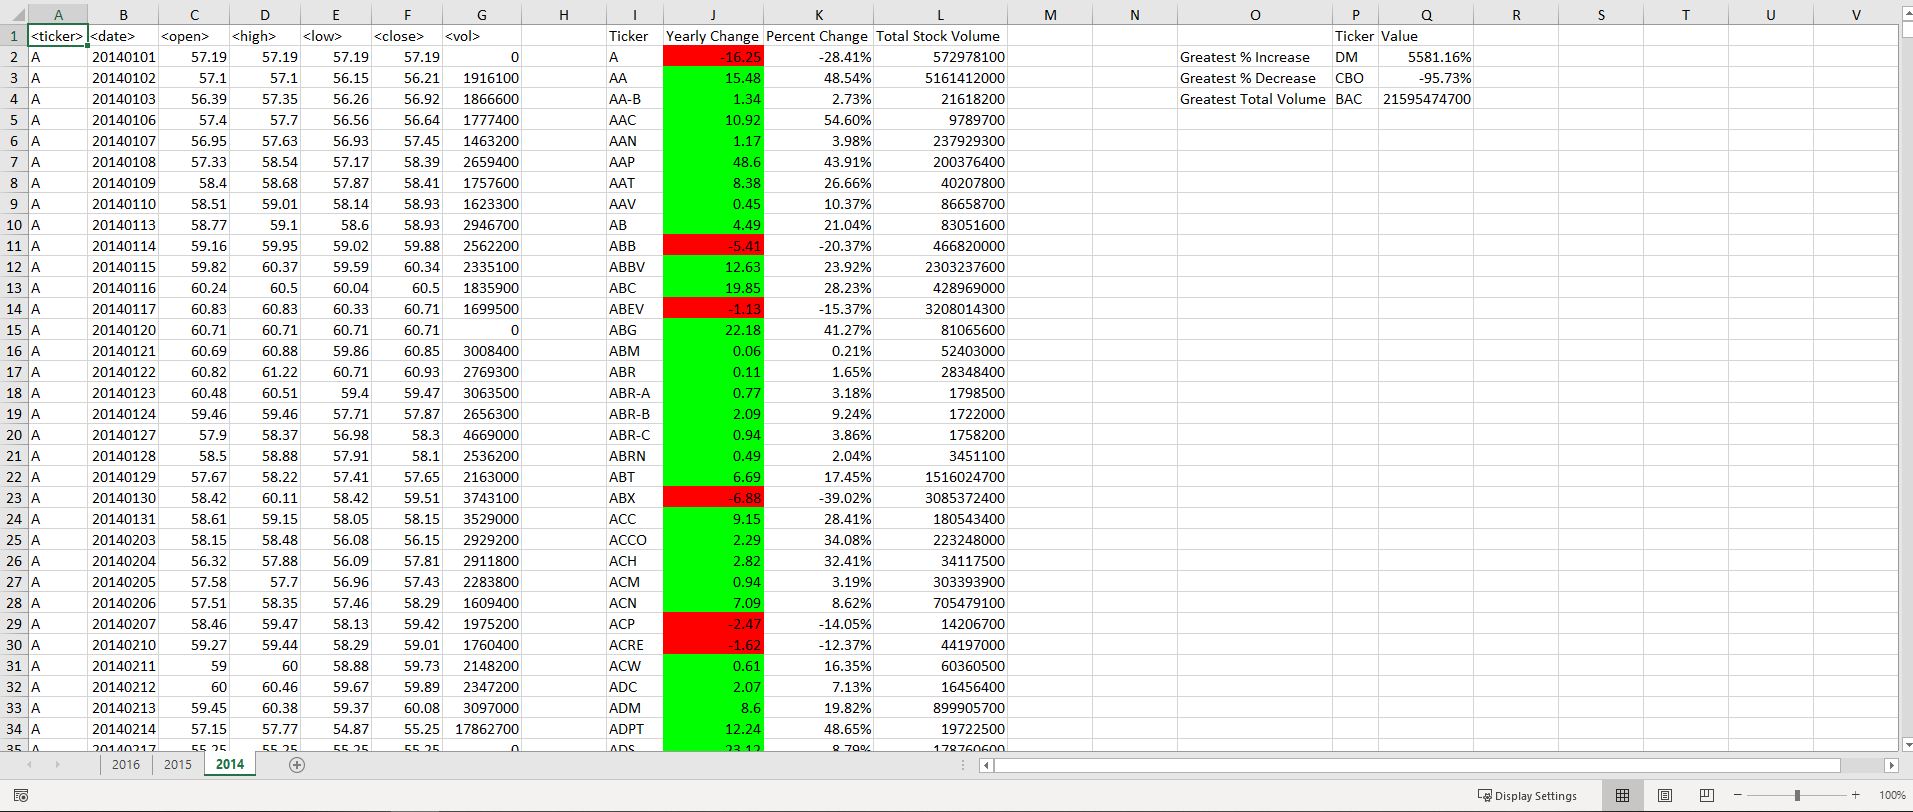 A B C D E F G H I J K L M N O P Q R S T U V
1 <ticker> <date> <open> <high> <low> <close> <vol> Ticker Yearly Change Percent Change Total Stock Volume Ticker Value
2 A 20140101 57.19 57.19 57.19 57.19 0 A -16.25 -28.41% 572978100 Greatest % Increase DM 5581.16%
3 A 20140102 57.1 57.1 56.15 56.21 1916100 AA 15.48 48.54% 5161412000 Greatest % Decrease CBO -95.73%
4 A 20140103 56.39 57.35 56.26 56.92 1866600 AA-B 1.34 2.73% 21618200 Greatest Total Volume BAC 21595474700
5 A 20140106 57.4 57.7 56.56 56.64 1777400 AAC 10.92 54.60% 9789700
6 A 20140107 56.95 57.63 56.93 57.45 1463200 AAN 1.17 3.98% 237929300
7 A 20140108 57.33 58.54 57.17 58.39 2659400 AAP 48.6 43.91% 200376400
8 A 20140109 58.4 58.68 57.87 58.41 1757600 AAT 8.38 26.66% 40207800
9 A 20140110 58.51 59.01 58.14 58.93 1623300 AAV 0.45 10.37% 86658700
10 A 20140113 58.77 59.1 58.6 58.93 2946700 AB 4.49 21.04% 83051600
11 A 20140114 59.16 59.95 59.02 59.88 2562200 ABB -5.41 -20.37% 466820000
12 A 20140115 59.82 60.37 59.59 60.34 2335100 ABBV 12.63 23.92% 2303237600
13 A 20140116 60.24 60.5 60.04 60.5 1835900 ABC 19.85 28.23% 428969000
14 A 20140117 60.83 60.83 60.33 60.71 1699500 ABEV -1.13 -15.37% 3208014300
15 A 20140120 60.71 60.71 60.71 60.71 0 ABG 22.18 41.27% 81065600
16 A 20140121 60.69 60.88 59.86 60.85 3008400 ABM 0.06 0.21% 52403000
17 A 20140122 60.82 61.22 60.71 60.93 2769300 ABR 0.11 1.65% 28348400
18 A 20140123 60.48 60.51 59.4 59.47 3063500 ABR-A 0.77 3.18% 1798500
19 A 20140124 59.46 59.46 57.71 57.87 2656300 ABR-B 2.09 9.24% 1722000
20 A 20140127 57.9 58.37 56.98 58.3 4669000 ABR-C 0.94 3.86% 1758200
21 A 20140128 58.5 58.88 57.91 58.1 2536200 ABRN 0.49 2.04% 3451100
22 A 20140129 57.67 58.22 57.41 57.65 2163000 ABT 6.69 17.45% 1516024700
23 A 20140130 58.42 60.11 58.42 59.51 3743100 ABX -6.88 -39.02% 3085372400
24 A 20140131 58.61 59.15 58.05 58.15 3529000 ACC 9.15 28.41% 180543400
25 A 20140203 58.15 58.48 56.08 56.15 2929200 ACCO 2.29 34.08% 223248000
26 A 20140204 56.32 57.88 56.09 57.81 2911800 ACH 2.82 32.41% 34117500
27 A 20140205 57.58 57.7 56.96 57.43 2283800 ACM 0.94 3.19% 303393900
28 A 20140206 57.51 58.35 57.46 58.29 1609400 ACN 7.09 8.62% 705479100
29 A 20140207 58.46 59.47 58.13 59.42 1975200 ACP -2.47 -14.05% 14206700
30 A 20140210 59.27 59.44 58.29 59.01 1760400 ACRE -1.62 -12.37% 44197000
31 A 20140211 59 60 58.88 59.73 2148200 ACW 0.61 16.35% 60360500
32 A 20140212 60 60.46 59.67 59.89 2347200 ADC 2.07 7.13% 16456400
33 A 20140213 59.45 60.38 59.37 60.08 3097000 ADM 8.6 19.82% 899905700
34 A 20140214 57.15 57.77 54.87 55.25 17862700 ADPT 12.24 48.65% 19722500
35 A 20140217 55.25 55.25 55.25 55.25 0 ADS 23.12 8.79% 178760600
2016 2015 2014
Display Settings 100%